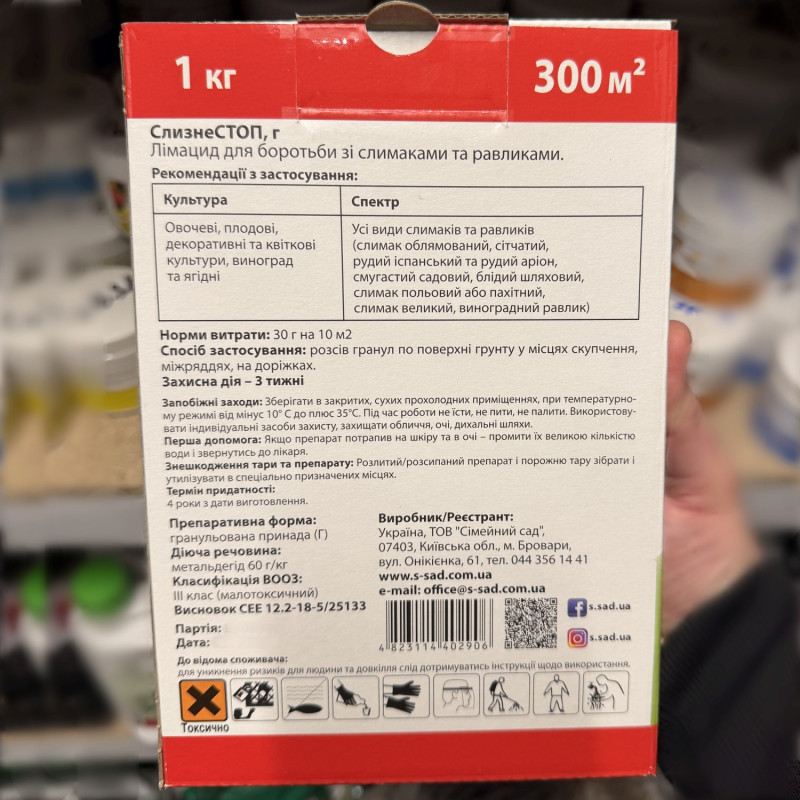 1 кг
300 м²
СлизнеСТОП, г
Лімацид для боротьби зі слимаками та равликами.
Рекомендації з застосування:
Культура
Спектр
Овочеві, плодові,
декоративні та квіткові
культури, виноград
та ягідні
Усі види слимаків та равликів
(слимак облямований, сітчатий,
рудий іспанський та рудий аріон,
смугастий садовий, блідий шляховий,
слимак польовий або пахітний,
слимак великий, виноградний равлик)
Норми витрати: 30 г на 10 м2
Спосіб застосування: розсів гранул по поверхні грунту у місцях скупчення,
міжряддях, на доріжках.
Захисна дія – 3 тижні
Запобіжні заходи: Зберігати в закритих, сухих прохолодних приміщеннях, при температурно-
му режимі від мінус 10° С до плюс 35°С. Під час роботи не їсти, не пити, не палити. Використову-
вати індивідуальні засоби захисту, захищати обличчя, очі, дихальні шляхи.
Перша допомога: Якщо препарат потрапив на шкіру та в очі – промити їх великою кількістю
води і звернутись до лікаря.
Знешкодження тари та препарату: Розлитий/розсипаний препарат і порожню тару зібрати і
утилізувати в спеціально призначених місцях.
Термін придатності:
4 роки з дати виготовлення.
Препаративна форма:
гранульована принада (Г)
Діюча речовина:
метальдегід 60 г/кг
Класифікація ВООЗ:
III клас (малотоксичний)
Висновок СЕЕ 12.2-18-5/25133
Партія:
Дата:
Виробник/Реєстрант:
Україна, ТОВ "Сімейний сад",
07403, Київська обл., м. Бровари,
вул. Онікієнка, 61, тел. 044 356 14 41
www.s-sad.com.ua
e-mail: office@s-sad.com.ua
4 823114 402906
s.sad.ua
s.sad.ua
До відома споживача:
для уникнення ризиків для людини та довкілля слід дотримуватись інструкції щодо використання.
Токсично